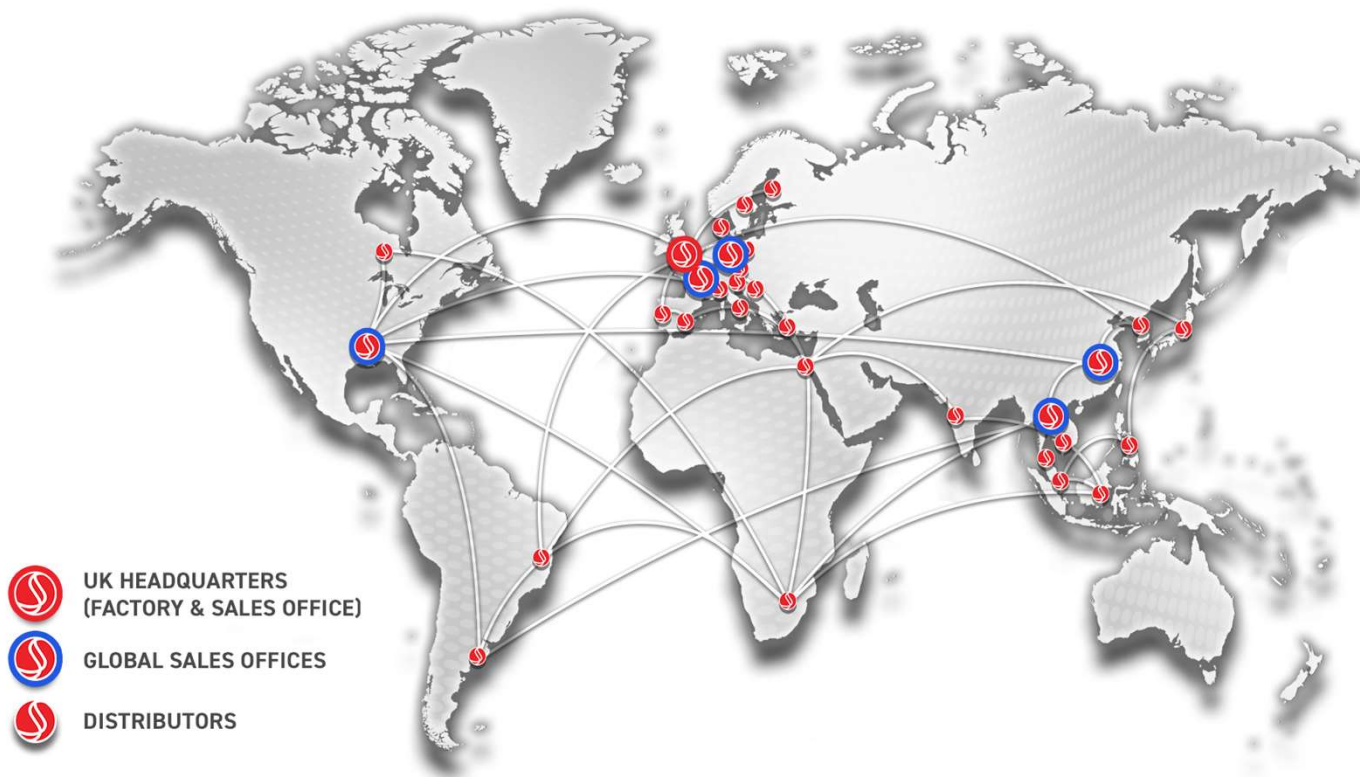 UK HEADQUARTERS
(FACTORY & SALES OFFICE)
GLOBAL SALES OFFICES
DISTRIBUTORS